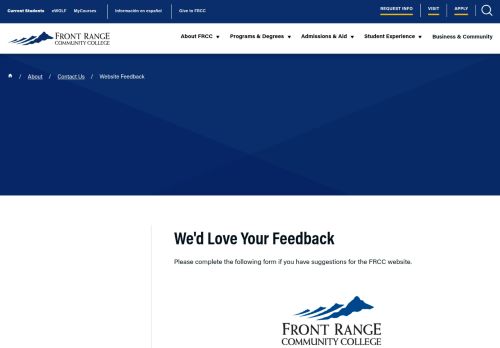 Current Students eWOLF MyCourses Información en español Give to FRCC REQUEST INFO VISIT APPLY
FRONT RANGE
COMMUNITY COLLEGE
About FRCC Programs & Degrees Admissions & Aid Student Experience Business & Community
/ About / Contact Us / Website Feedback
We'd Love Your Feedback
Please complete the following form if you have suggestions for the FRCC website.
FRONT RANGE
COMMUNITY COLLEGE